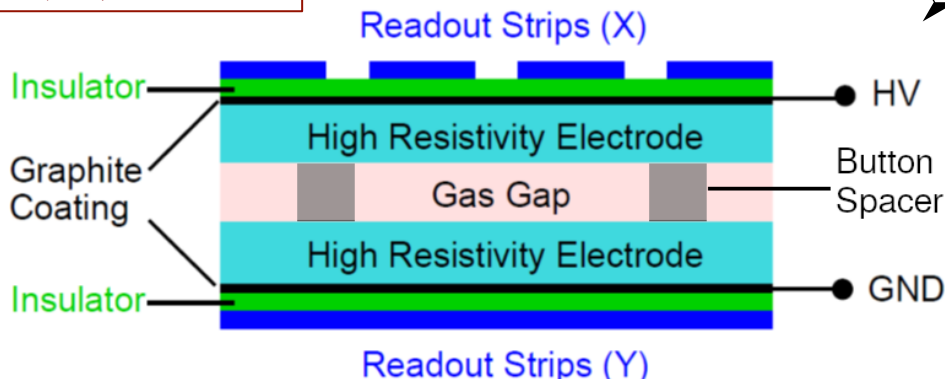 Readout Strips (X)
Insulator
HV
High Resistivity Electrode
Graphite
Coating
Gas Gap
Button
Spacer
High Resistivity Electrode
Insulator
GND
Readout Strips (Y)